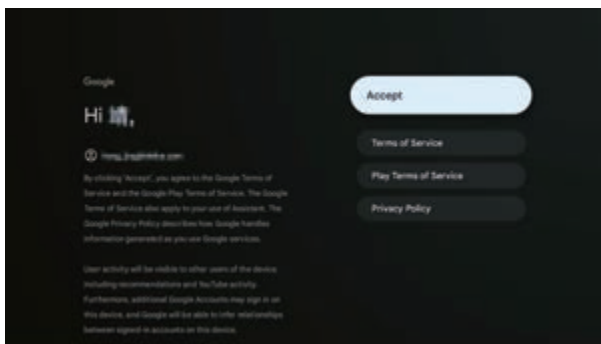 Google
Hi
By clicking 'Accept', you agree to the Google Terms of
Service and the Google Play Terms of Service. The Google
Terms of Service also apply to your use of Assistant. The
Google Privacy Policy describes how Google handles
information generated as you use Google services.
User activity will be visible to other users of the device
including recommendations and YouTube activity.
Furthermore, additional Google Accounts may sign in on
this device, and Google will be able to infer relationships
between signed-in accounts on this device.
Accept
Terms of Service
Play Terms of Service
Privacy Policy